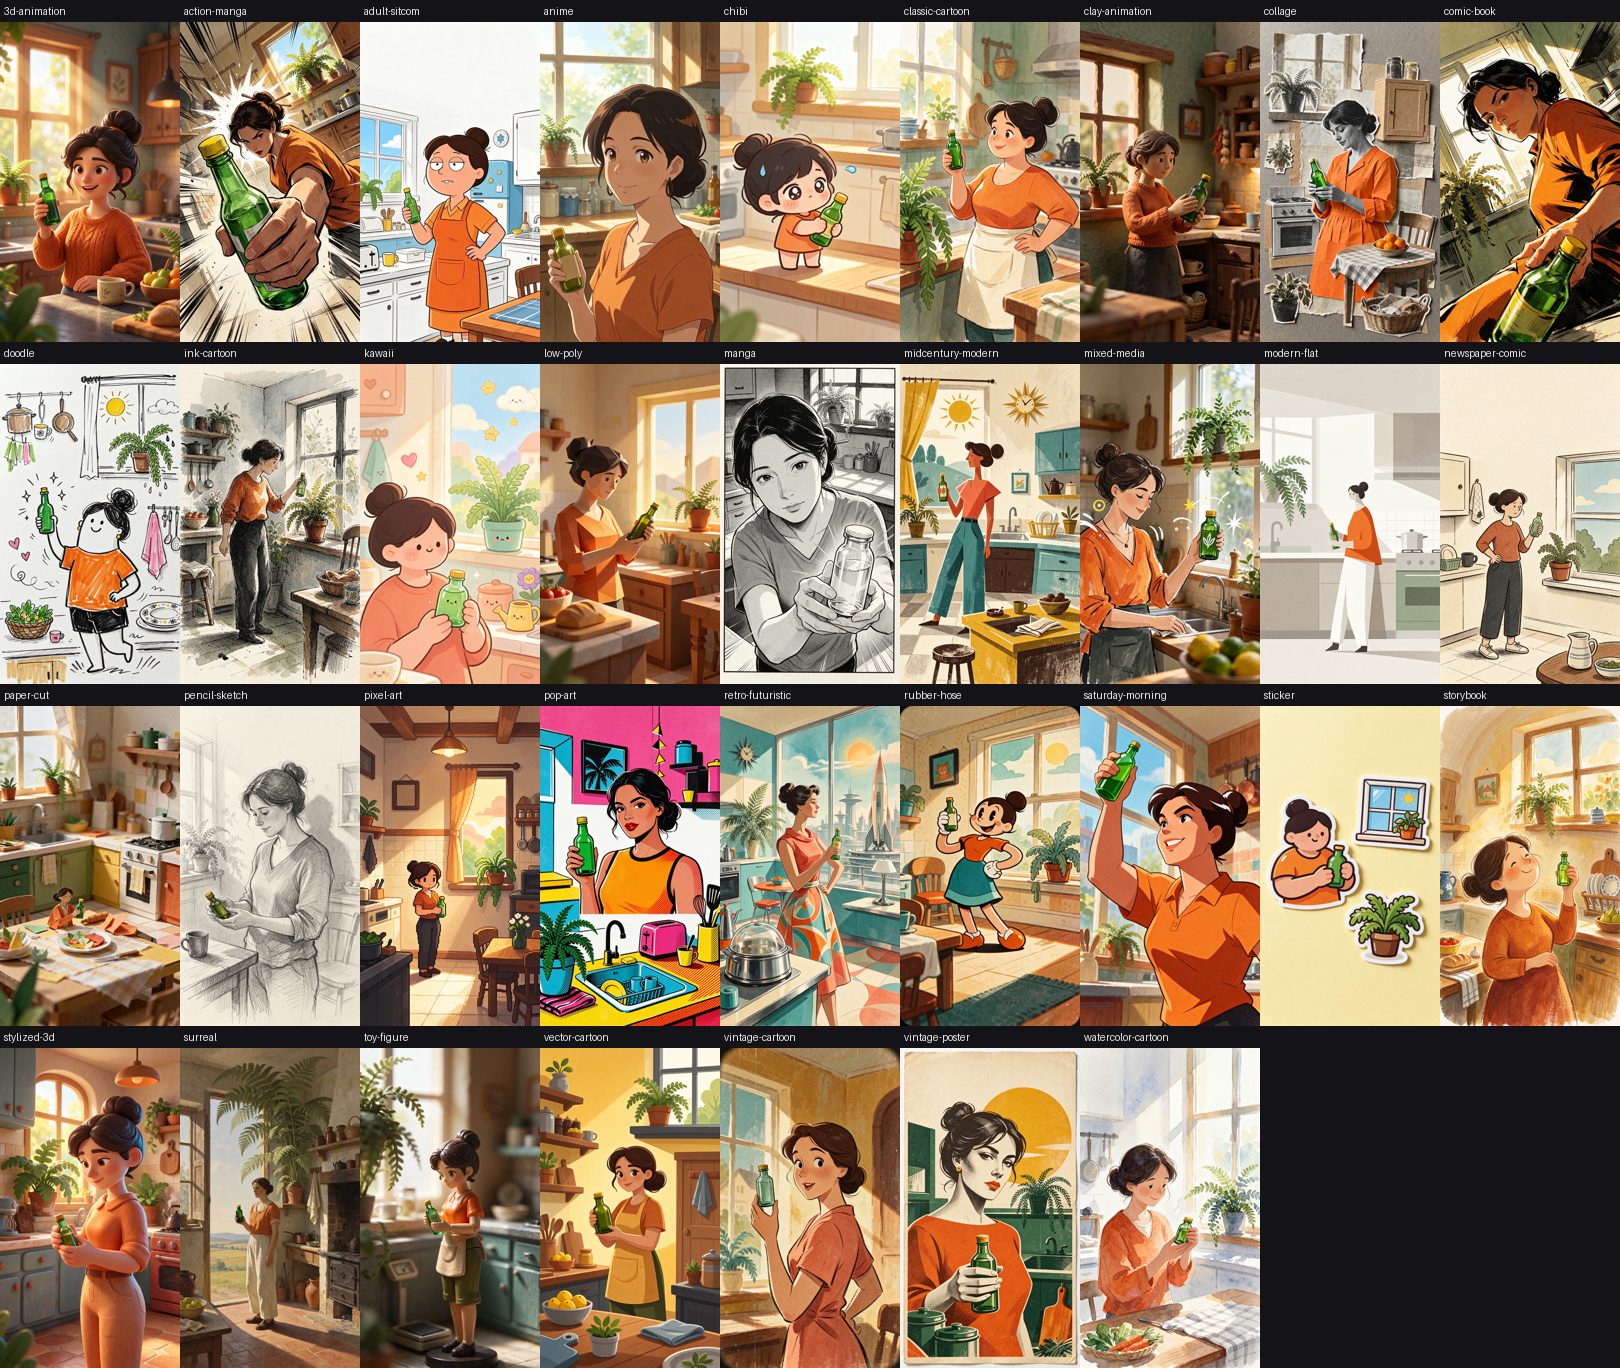 3d-animation
action-manga
adult-sitcom
anime
chibi
classic-cartoon
clay-animation
collage
comic-book
doodle
ink-cartoon
kawaii
low-poly
manga
midcentury-modern
mixed-media
modern-flat
newspaper-comic
paper-cut
pencil-sketch
pixel-art
pop-art
retro-futuristic
rubber-hose
saturday-morning
sticker
storybook
stylized-3d
surreal
toy-figure
vector-cartoon
vintage-cartoon
vintage-poster
watercolor-cartoon